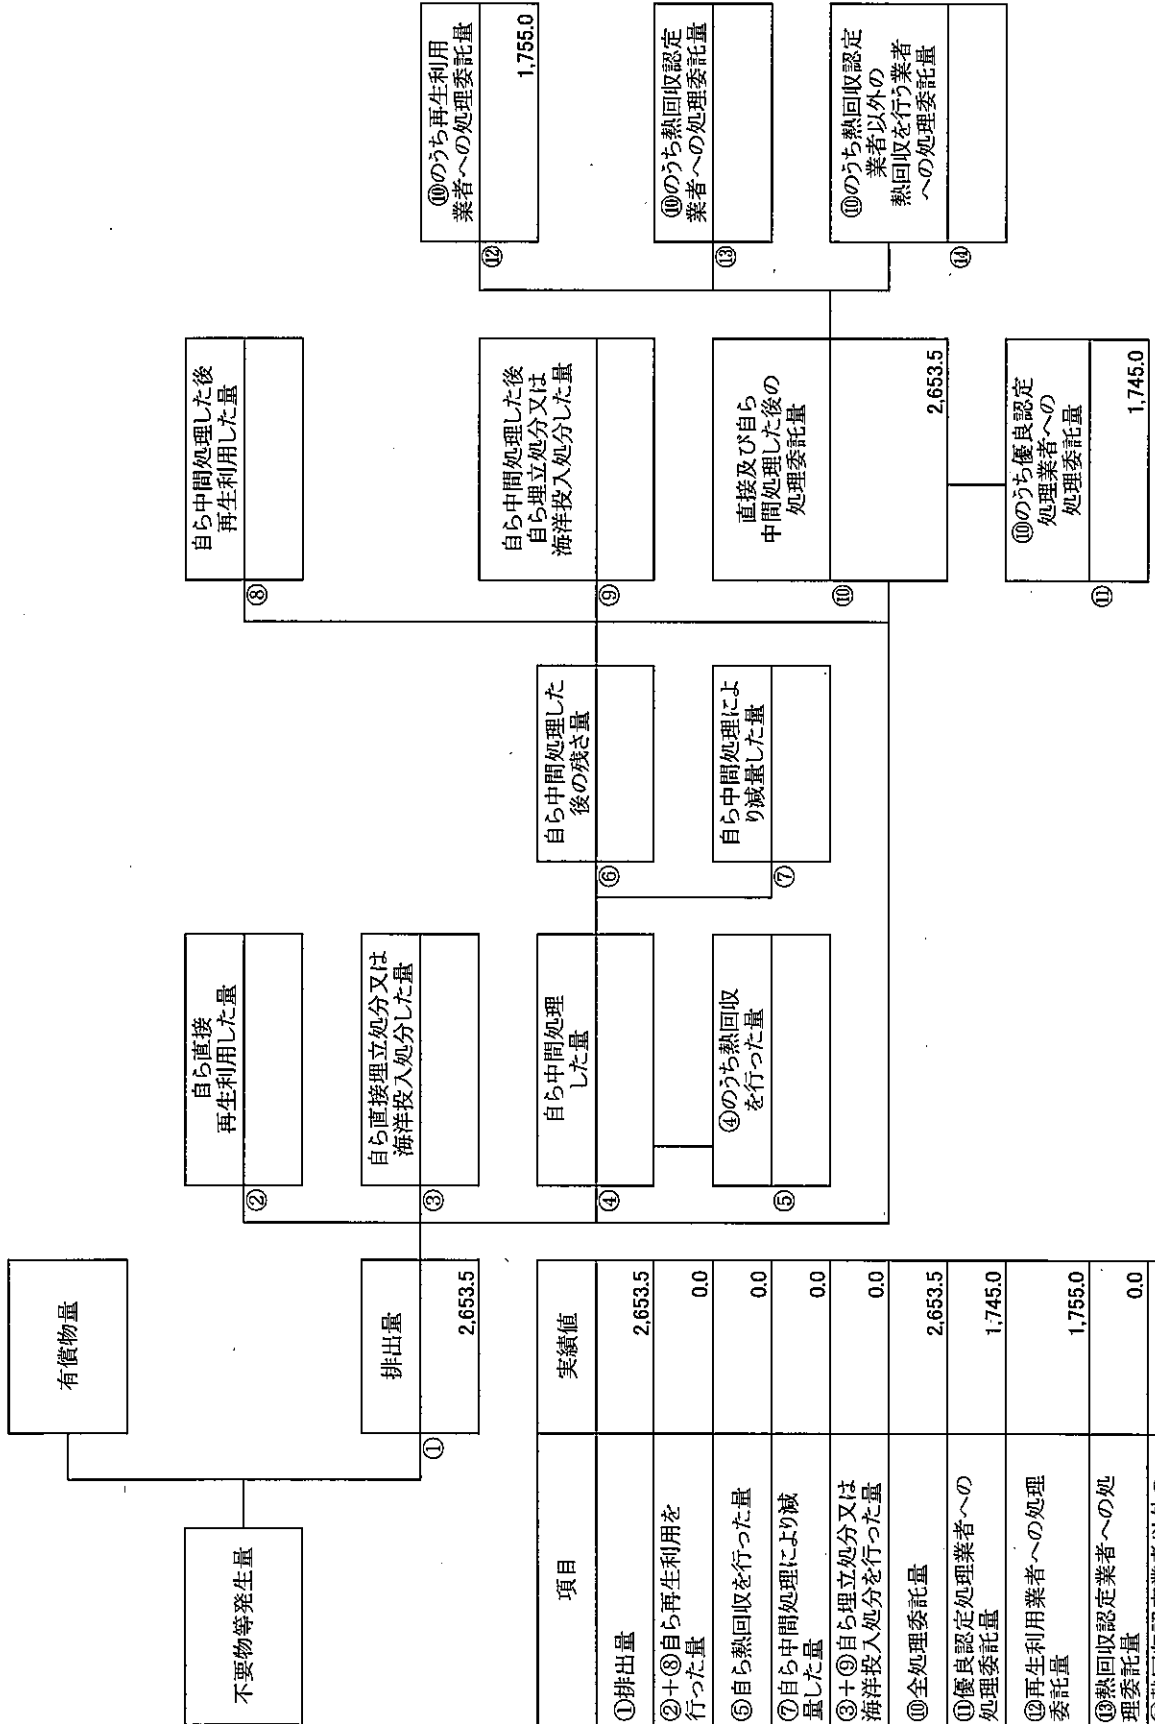 不要物等発生量
有償物量
排出量
①
2,653.5
自ら直接
再生利用した量
②
自ら直接埋立処分又は
海洋投入処分した量
③
自ら中間処理
した量
④
④のうち熱回収
を行った量
⑤
自ら中間処理した
後の残さ量
⑥
自ら中間処理によ
り減量した量
⑦
自ら中間処理した後
再生利用した量
⑧
自ら中間処理した後
自ら埋立処分又は
海洋投入処分した量
⑨
直接及び自ら
中間処理した後の
処理委託量
⑩
2,653.5
⑩のうち優良認定
処理業者への
処理委託量
⑪
1,745.0
⑩のうち再生利用
業者への処理委託量
⑫
1,755.0
⑩のうち熱回収認定
業者への処理委託量
⑬
⑩のうち熱回収認定
業者以外の
熱回収を行う業者
への処理委託量
⑭
項目 実績値
①排出量 2,653.5
②+⑧自ら再生利用を
行った量 0.0
⑤自ら熱回収を行った量 0.0
⑦自ら中間処理により減
量した量 0.0
③+⑨自ら埋立処分又は
海洋投入処分を行った量 0.0
⑩全処理委託量 2,653.5
⑪優良認定処理業者への
処理委託量 1,745.0
⑫再生利用業者への処理
委託量 1,755.0
⑬熱回収認定業者への処
理委託量 0.0